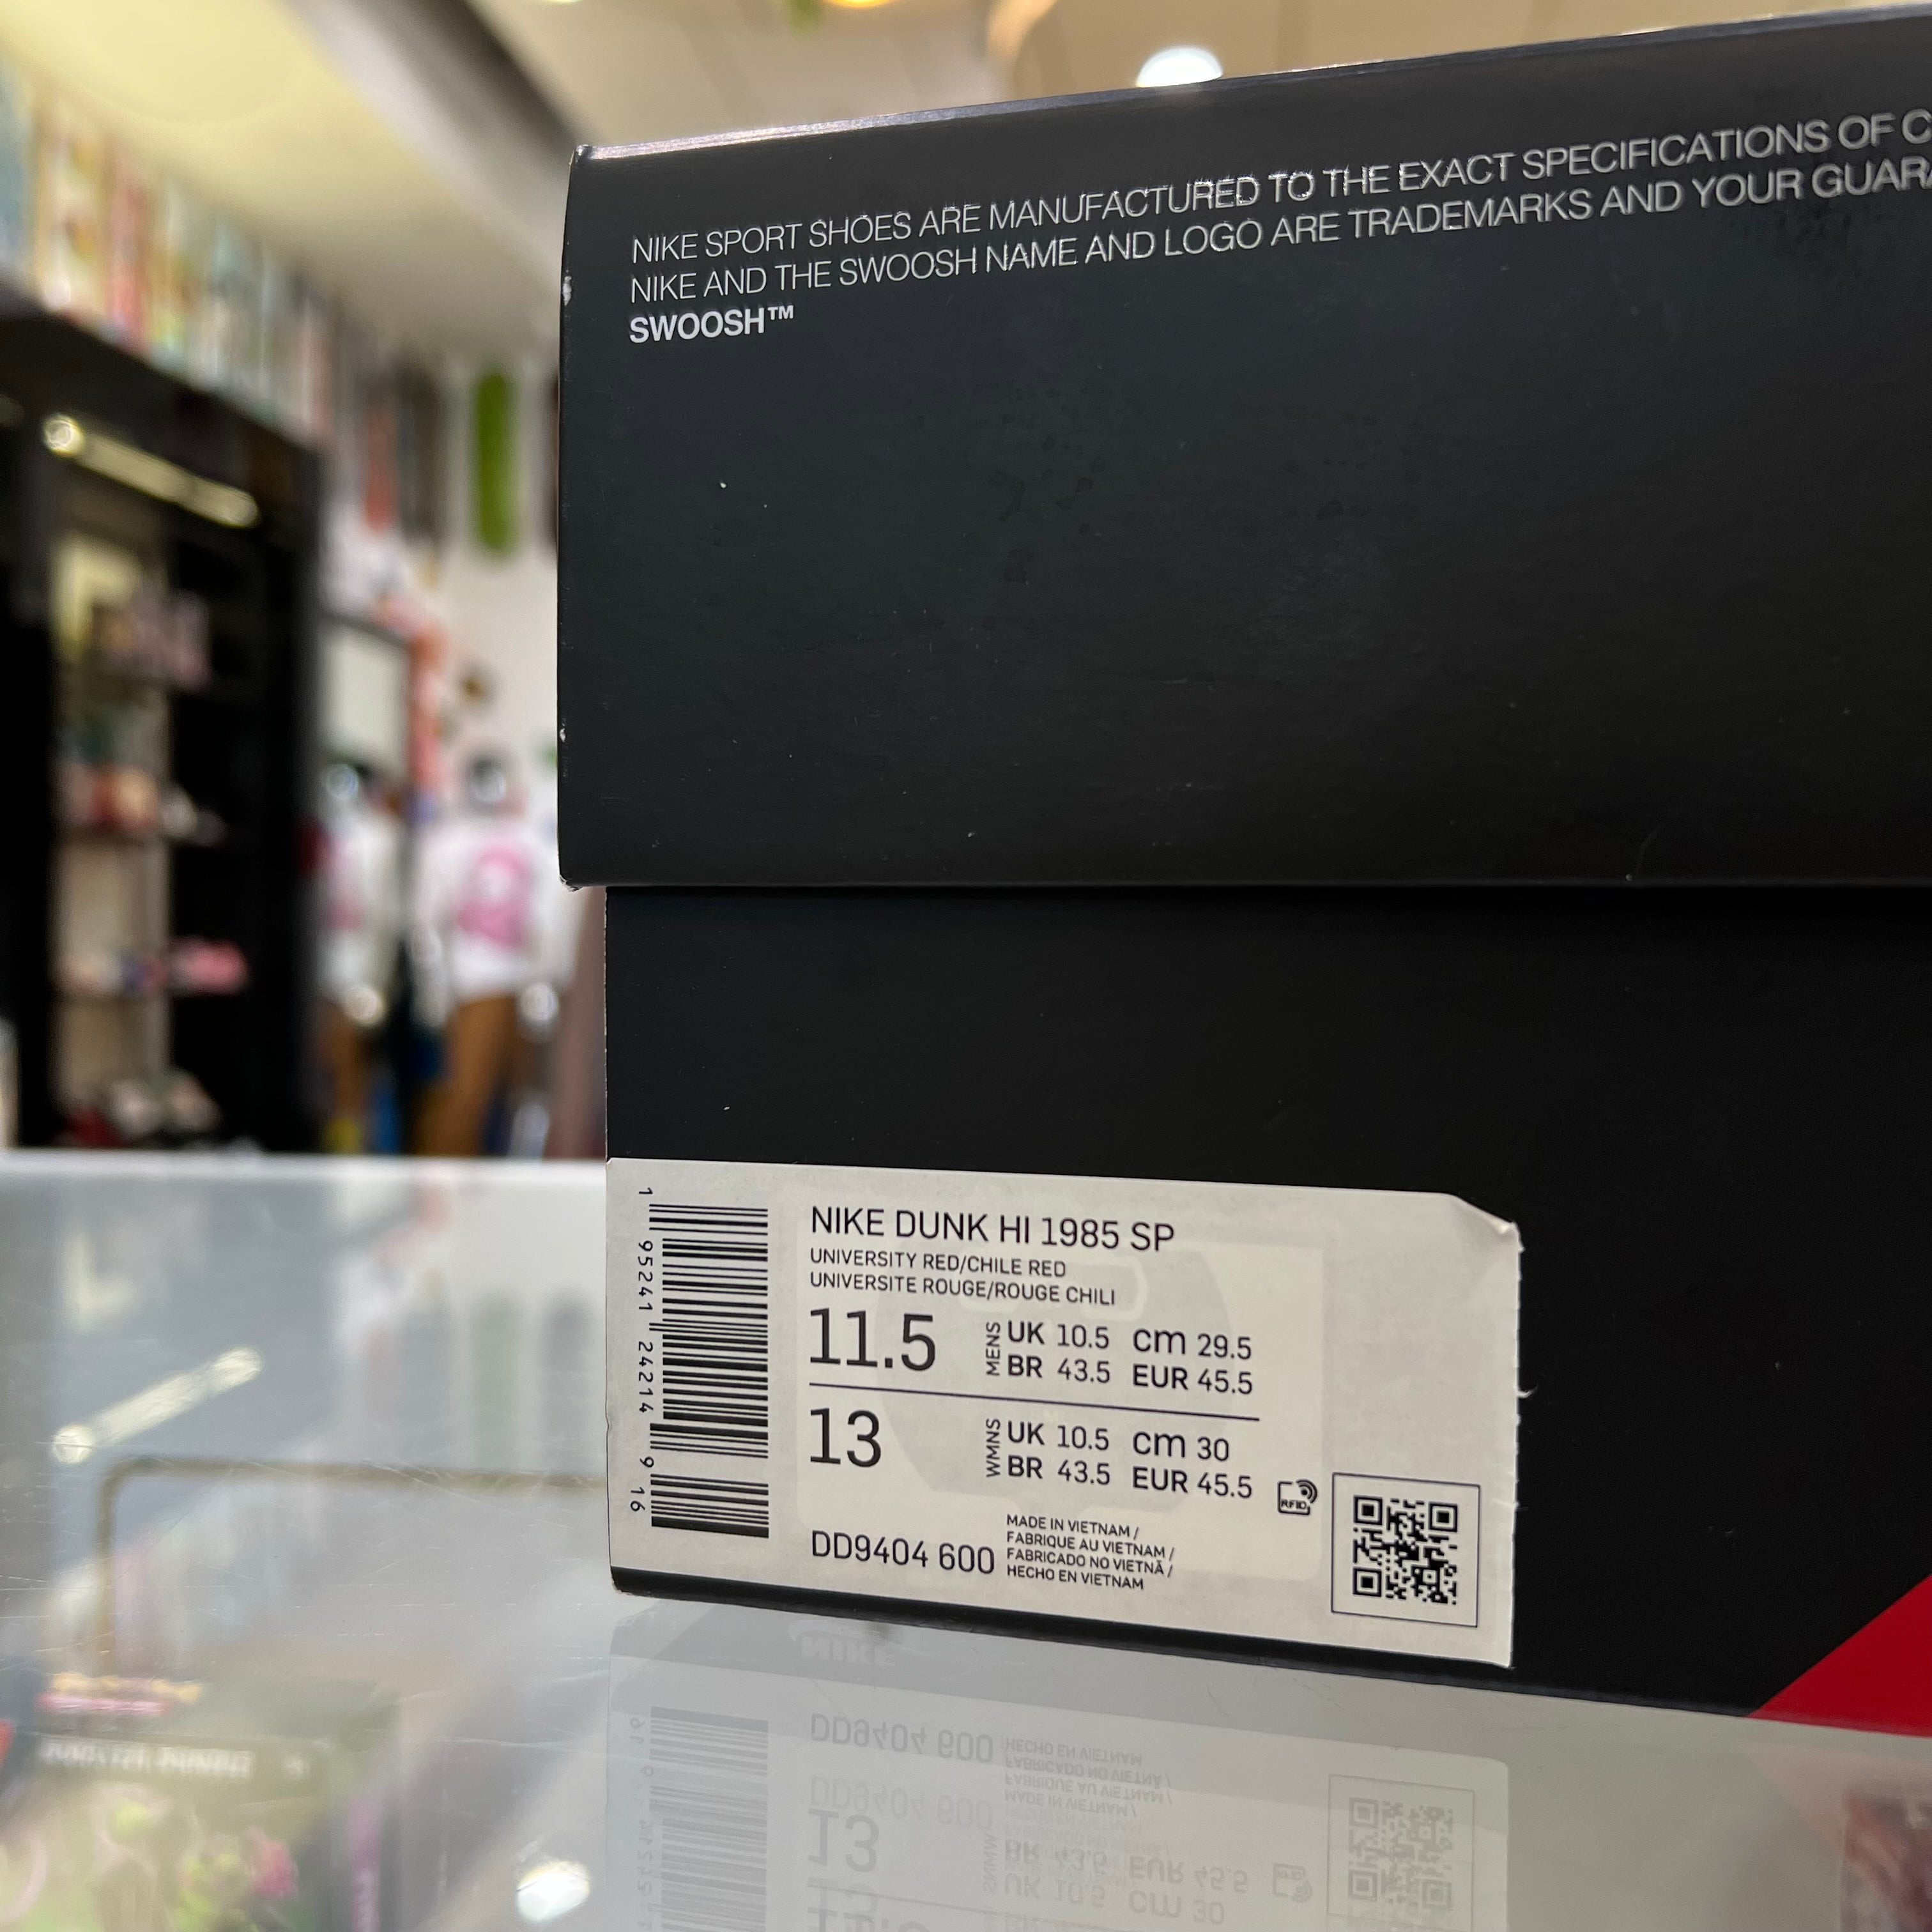 NIKE SPORT SHOES ARE MANUFACTURED TO THE EXACT SPECIFICATIONS OF
NIKE AND THE SWOOSH NAME AND LOGO ARE TRADEMARKS AND YOUR
SWOOSH™
NIKE DUNK HI 1985 SP
UNIVERSITY RED/CHILE RED
UNIVERSITE ROUGE/ROUGE CHILI
11.5 MENS UK 10.5 cm 29.5
BR 43.5 EUR 45.5
13 WMNS UK 10.5 cm 30
BR 43.5 EUR 45.5
RFID
DD9404 600
MADE IN VIETNAM /
FABRIQUE AU VIETNAM /
FABRICADO NO VIETNÃ /
HECHO EN VIETNAM
1 95241 24214 9 16